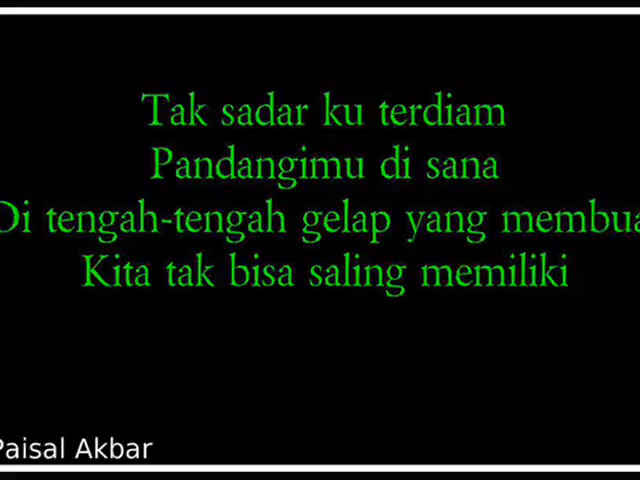 Tak sadar ku terdiam
Pandangimu di sana
Di tengah-tengah gelap yang membua
Kita tak bisa saling memiliki
Paisal Akbar